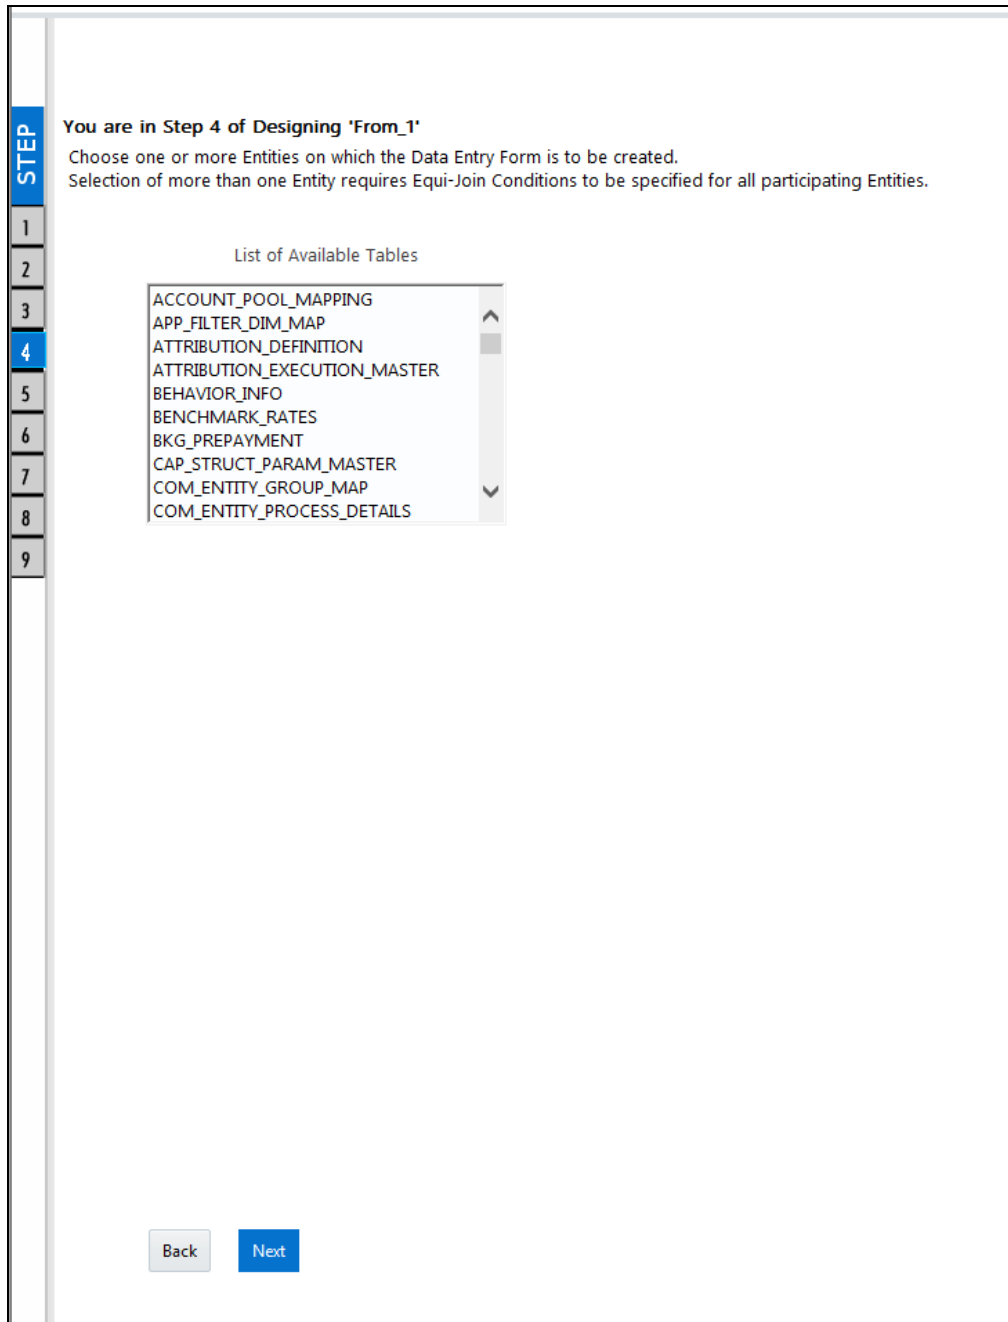 STEP
1
2
3
4
5
6
7
8
9
You are in Step 4 of Designing 'From_1'
Choose one or more Entities on which the Data Entry Form is to be created.
Selection of more than one Entity requires Equi-Join Conditions to be specified for all participating Entities.
List of Available Tables
ACCOUNT_POOL_MAPPING
APP_FILTER_DIM_MAP
ATTRIBUTION_DEFINITION
ATTRIBUTION_EXECUTION_MASTER
BEHAVIOR_INFO
BENCHMARK_RATES
BKG_PREPAYMENT
CAP_STRUCT_PARAM_MASTER
COM_ENTITY_GROUP_MAP
COM_ENTITY_PROCESS_DETAILS
Back Next